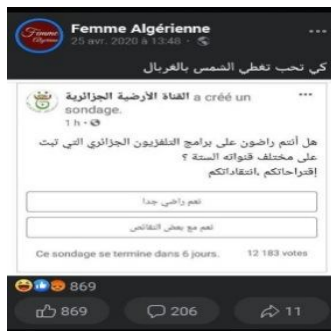 Femme Algérienne
25 avr. 2020 à 13:48 ·
كي تحب تغطي الشمس بالغربال
القناة الأرضية الجزائرية a créé un
sondage.
1 h ·
هل أنتم راضون على برامج التلفزيون الجزائري التي تبث
على مختلف قنواته الستة ؟
إقتراحاتكم ,انتقاداتكم
نعم راضي جدا
نعم مع بعض النقائص
Ce sondage se termine dans 6 jours.
12 183 votes
869
869
206
11